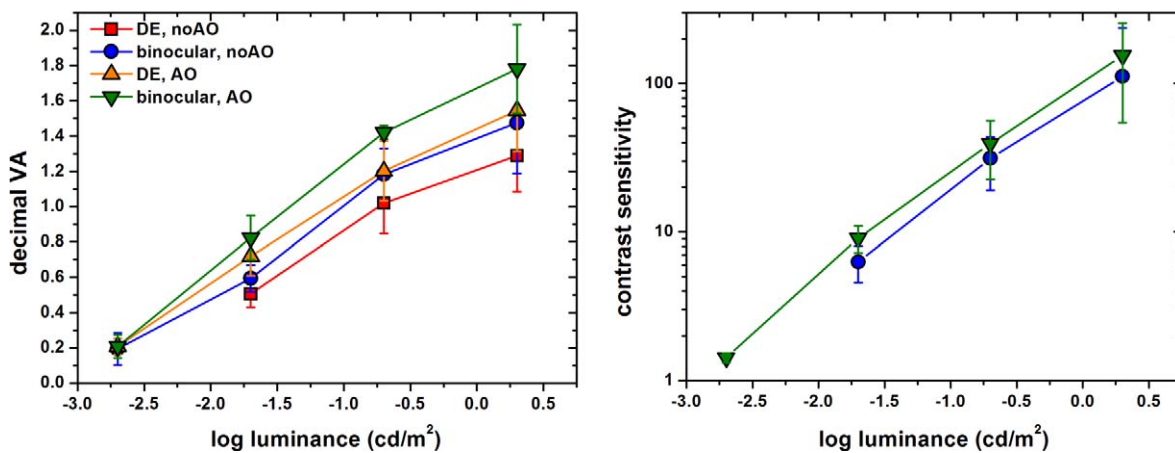 DE, noAO
binocular, noAO
DE, AO
binocular, AO
2.0
1.8
1.6
1.4
1.2
1.0
0.8
0.6
0.4
0.2
0.0
decimal VA
-3.0 -2.5 -2.0 -1.5 -1.0 -0.5 0.0 0.5
log luminance (cd/m²)
100
10
1
contrast sensitivity
-3.0 -2.5 -2.0 -1.5 -1.0 -0.5 0.0 0.5
log luminance (cd/m²)